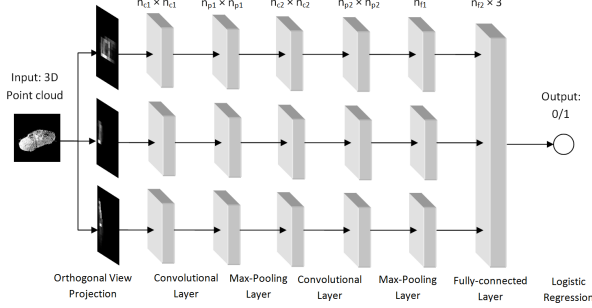 n_c1 × n_c1 n_p1 × n_p1 n_c2 × n_c2 n_p2 × n_p2 n_f1 n_f2 × 3
Input: 3D
Point cloud
Output:
0/1
Orthogonal View Convolutional Max-Pooling Convolutional Max-Pooling Fully-connected Logistic
Projection Layer Layer Layer Layer Layer Regression